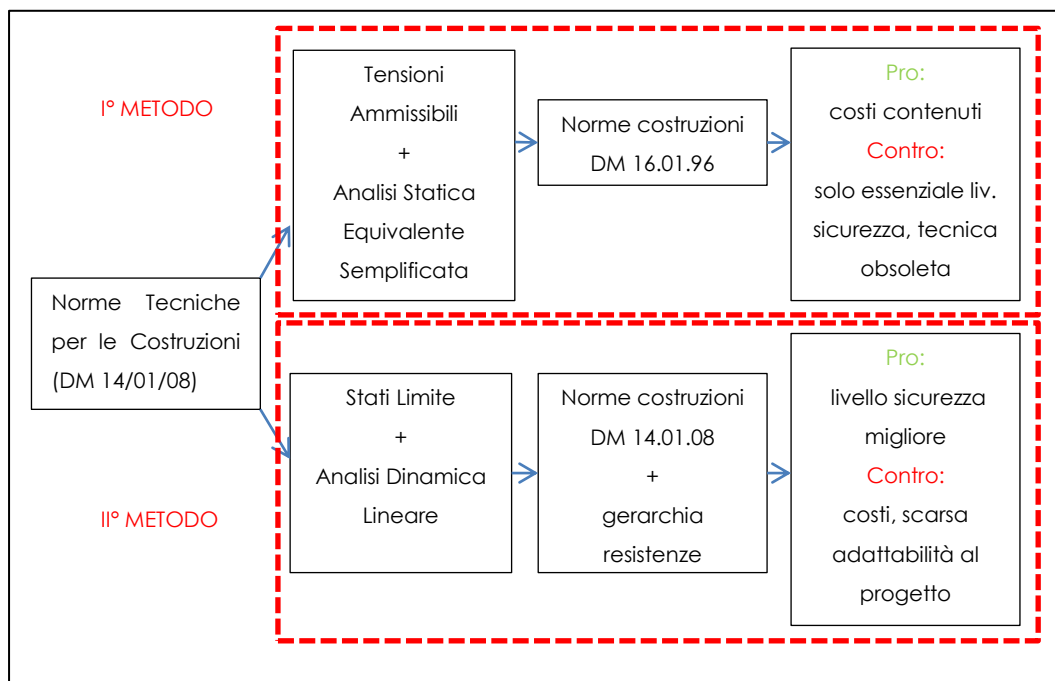 Iº METODO
Tensioni
Ammissibili
+
Analisi Statica
Equivalente
Semplificata
Norme costruzioni
DM 16.01.96
Pro:
costi contenuti
Contro:
solo essenziale liv.
sicurezza, tecnica
obsoleta
Norme Tecniche
per le Costruzioni
(DM 14/01/08)
IIº METODO
Stati Limite
+
Analisi Dinamica
Lineare
Norme costruzioni
DM 14.01.08
+
gerarchia
resistenze
Pro:
livello sicurezza
migliore
Contro:
costi, scarsa
adattabilità al
progetto